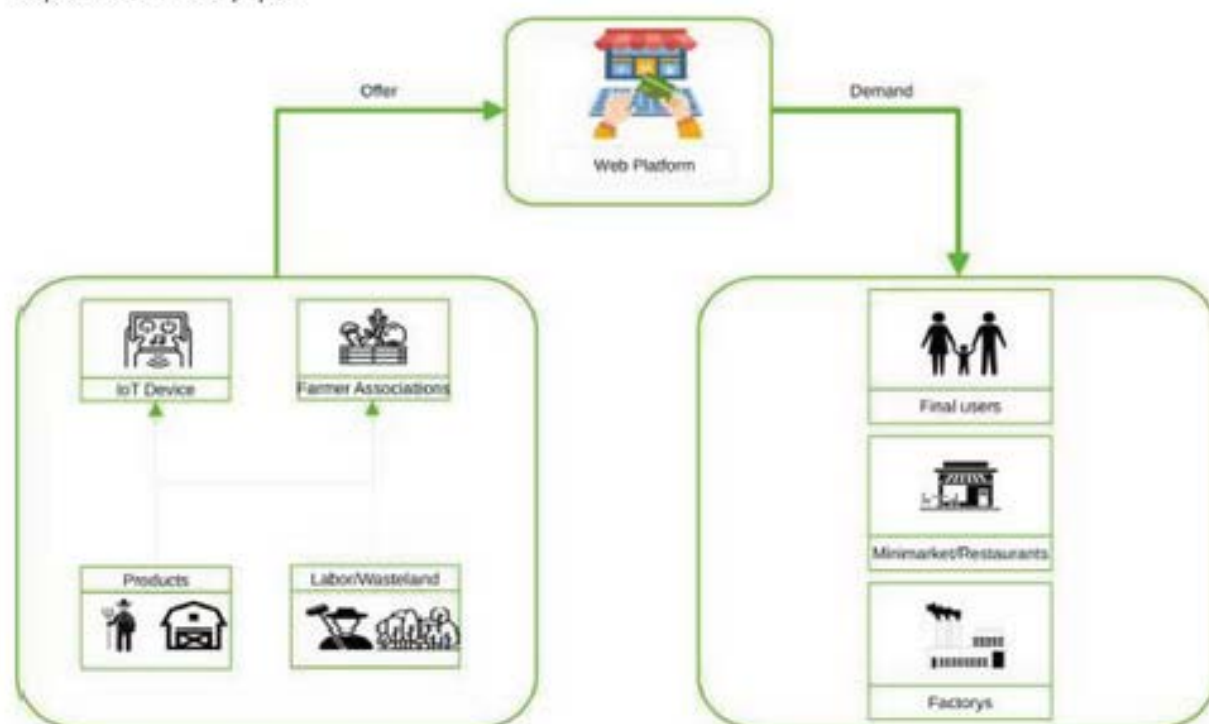 Offer
Demand
Web Platform
IoT Device
Farmer Associations
Products
Labor/Wasteland
Final users
Minimarket/Restaurants
Factorys